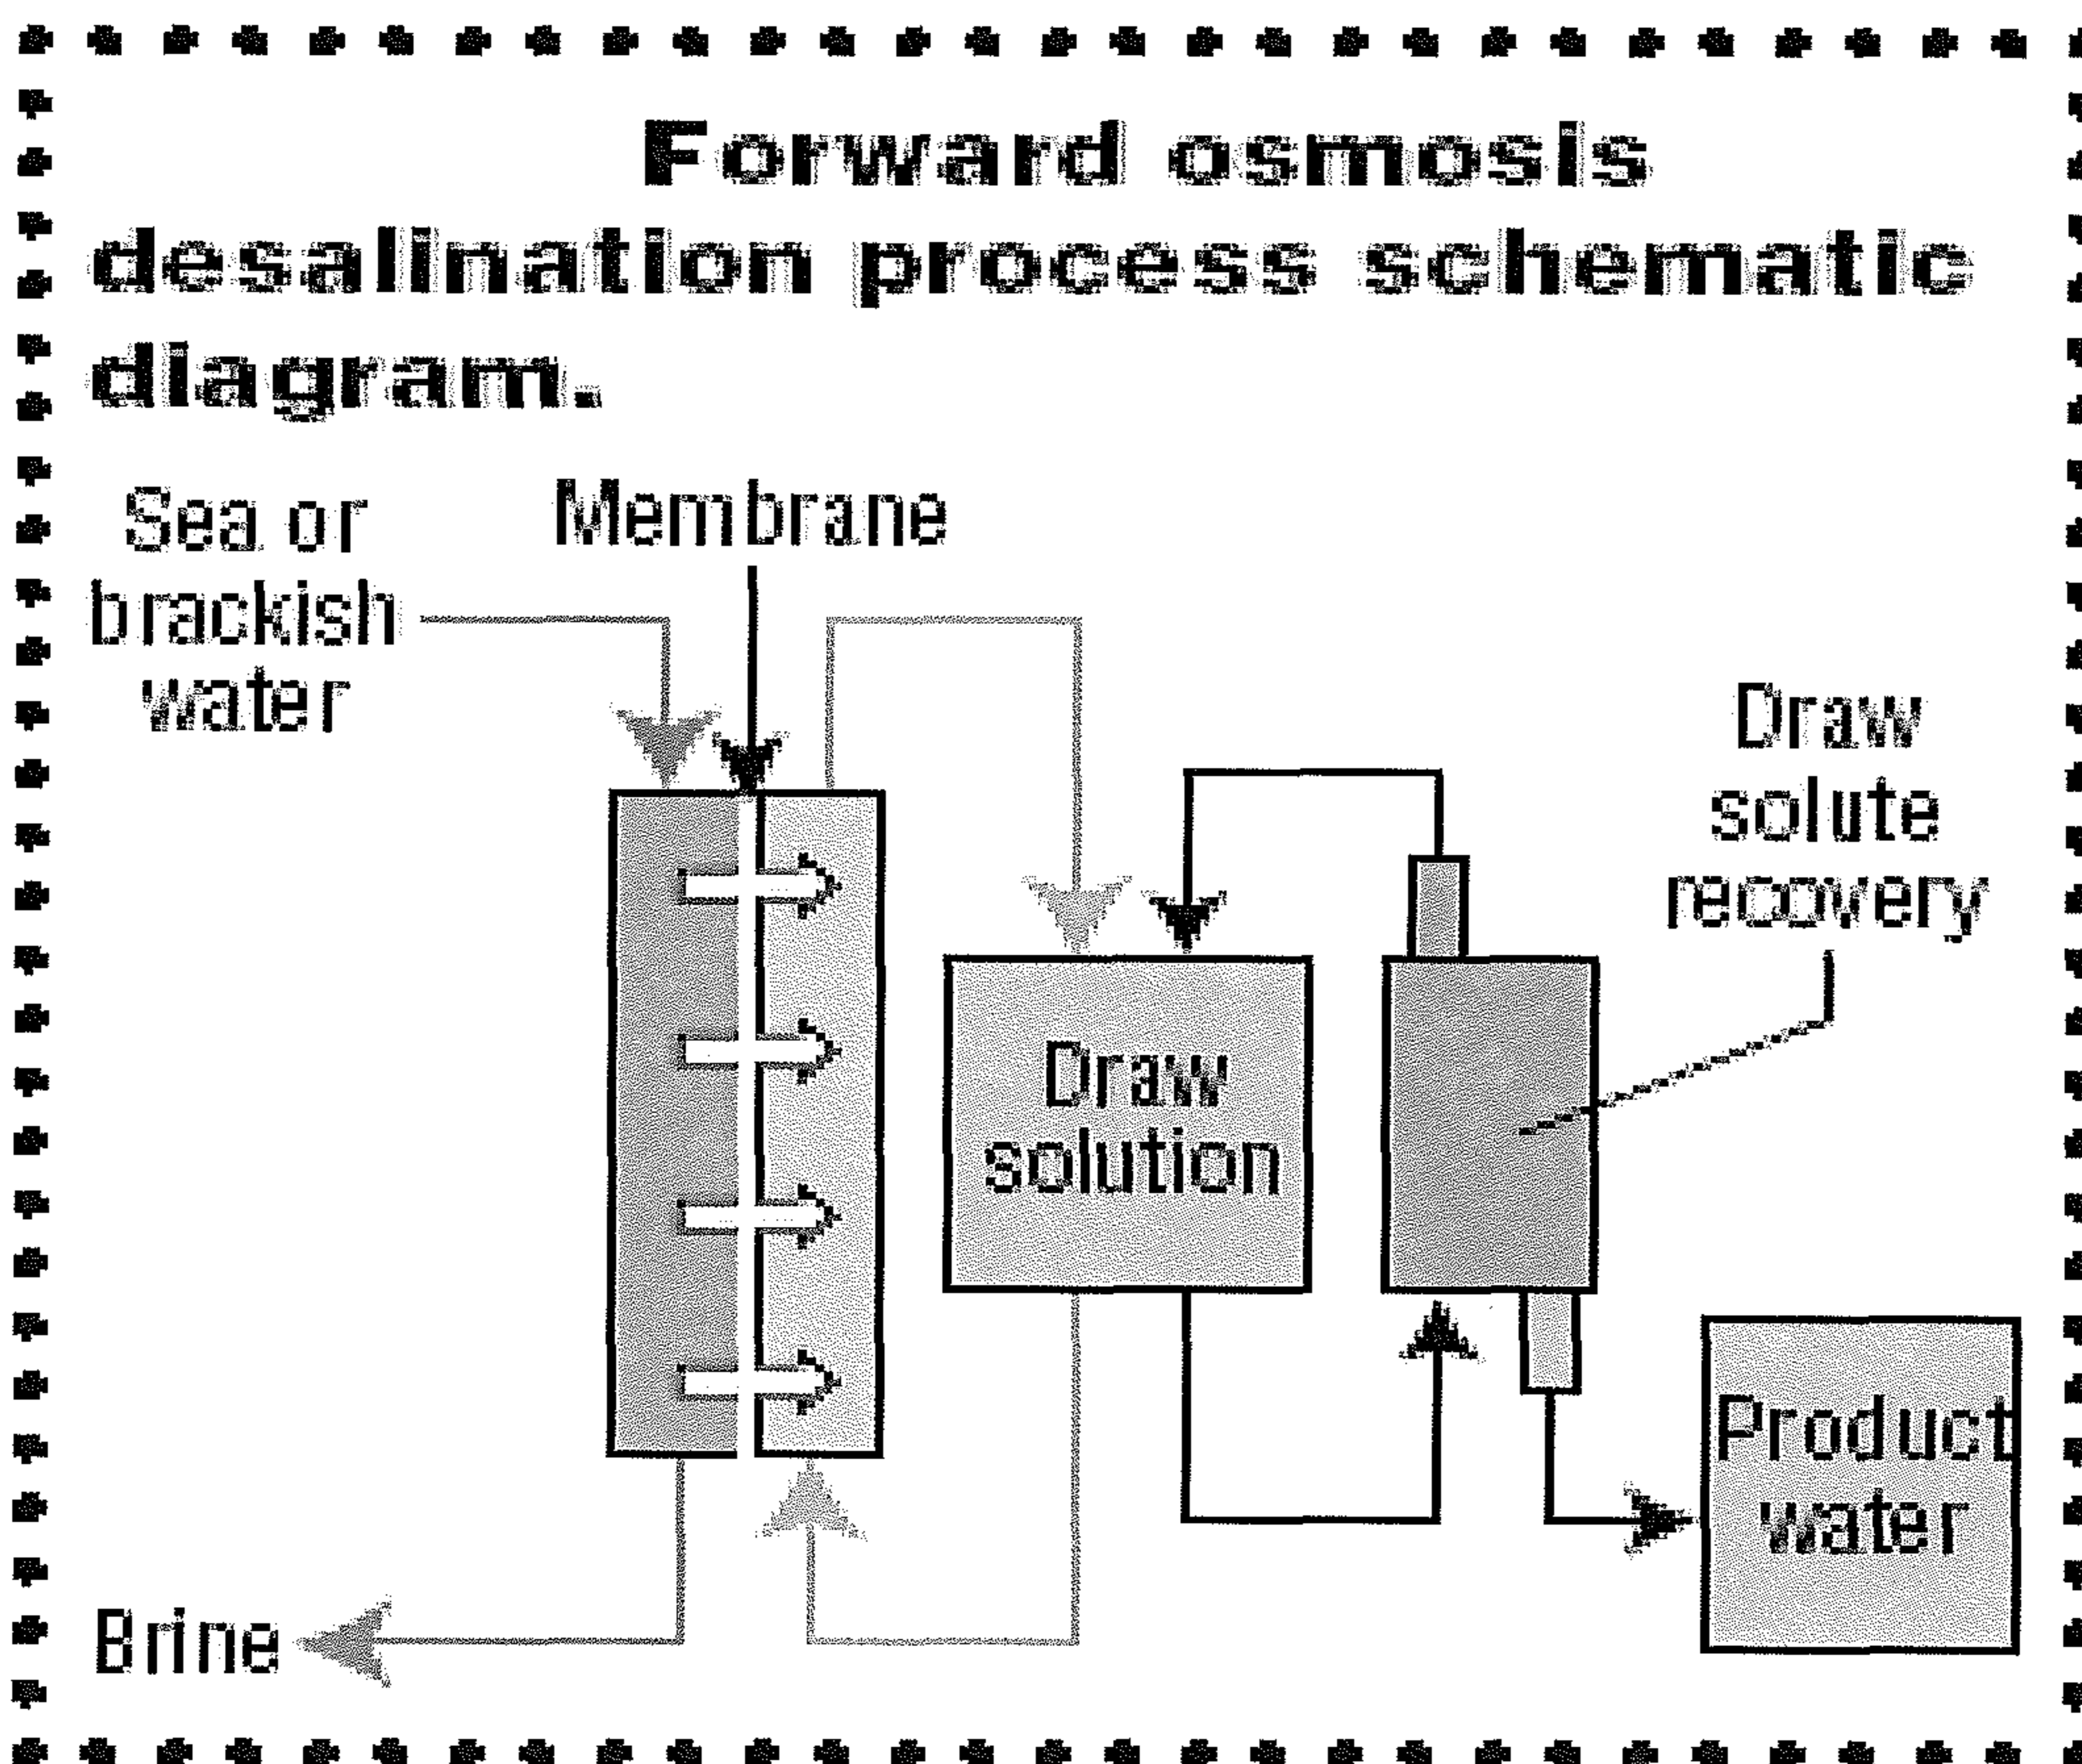 Forward osmosis
desalination process schematic
diagram.
Sea or
brackish
water
Membrane
Draw
solute
recovery
Draw
solution
Product
water
Brine